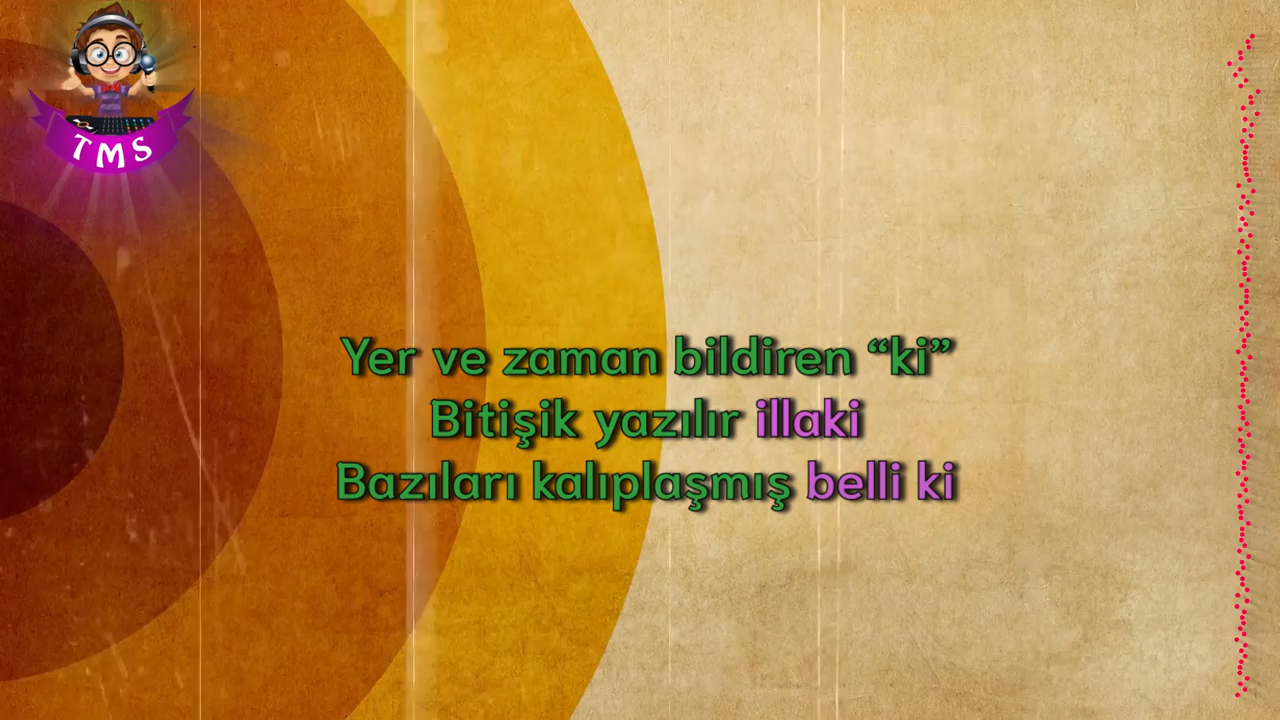 TMS
Yer ve zaman bildiren “ki”
Bitişik yazılır illaki
Bazıları kalıplaşmış belli ki